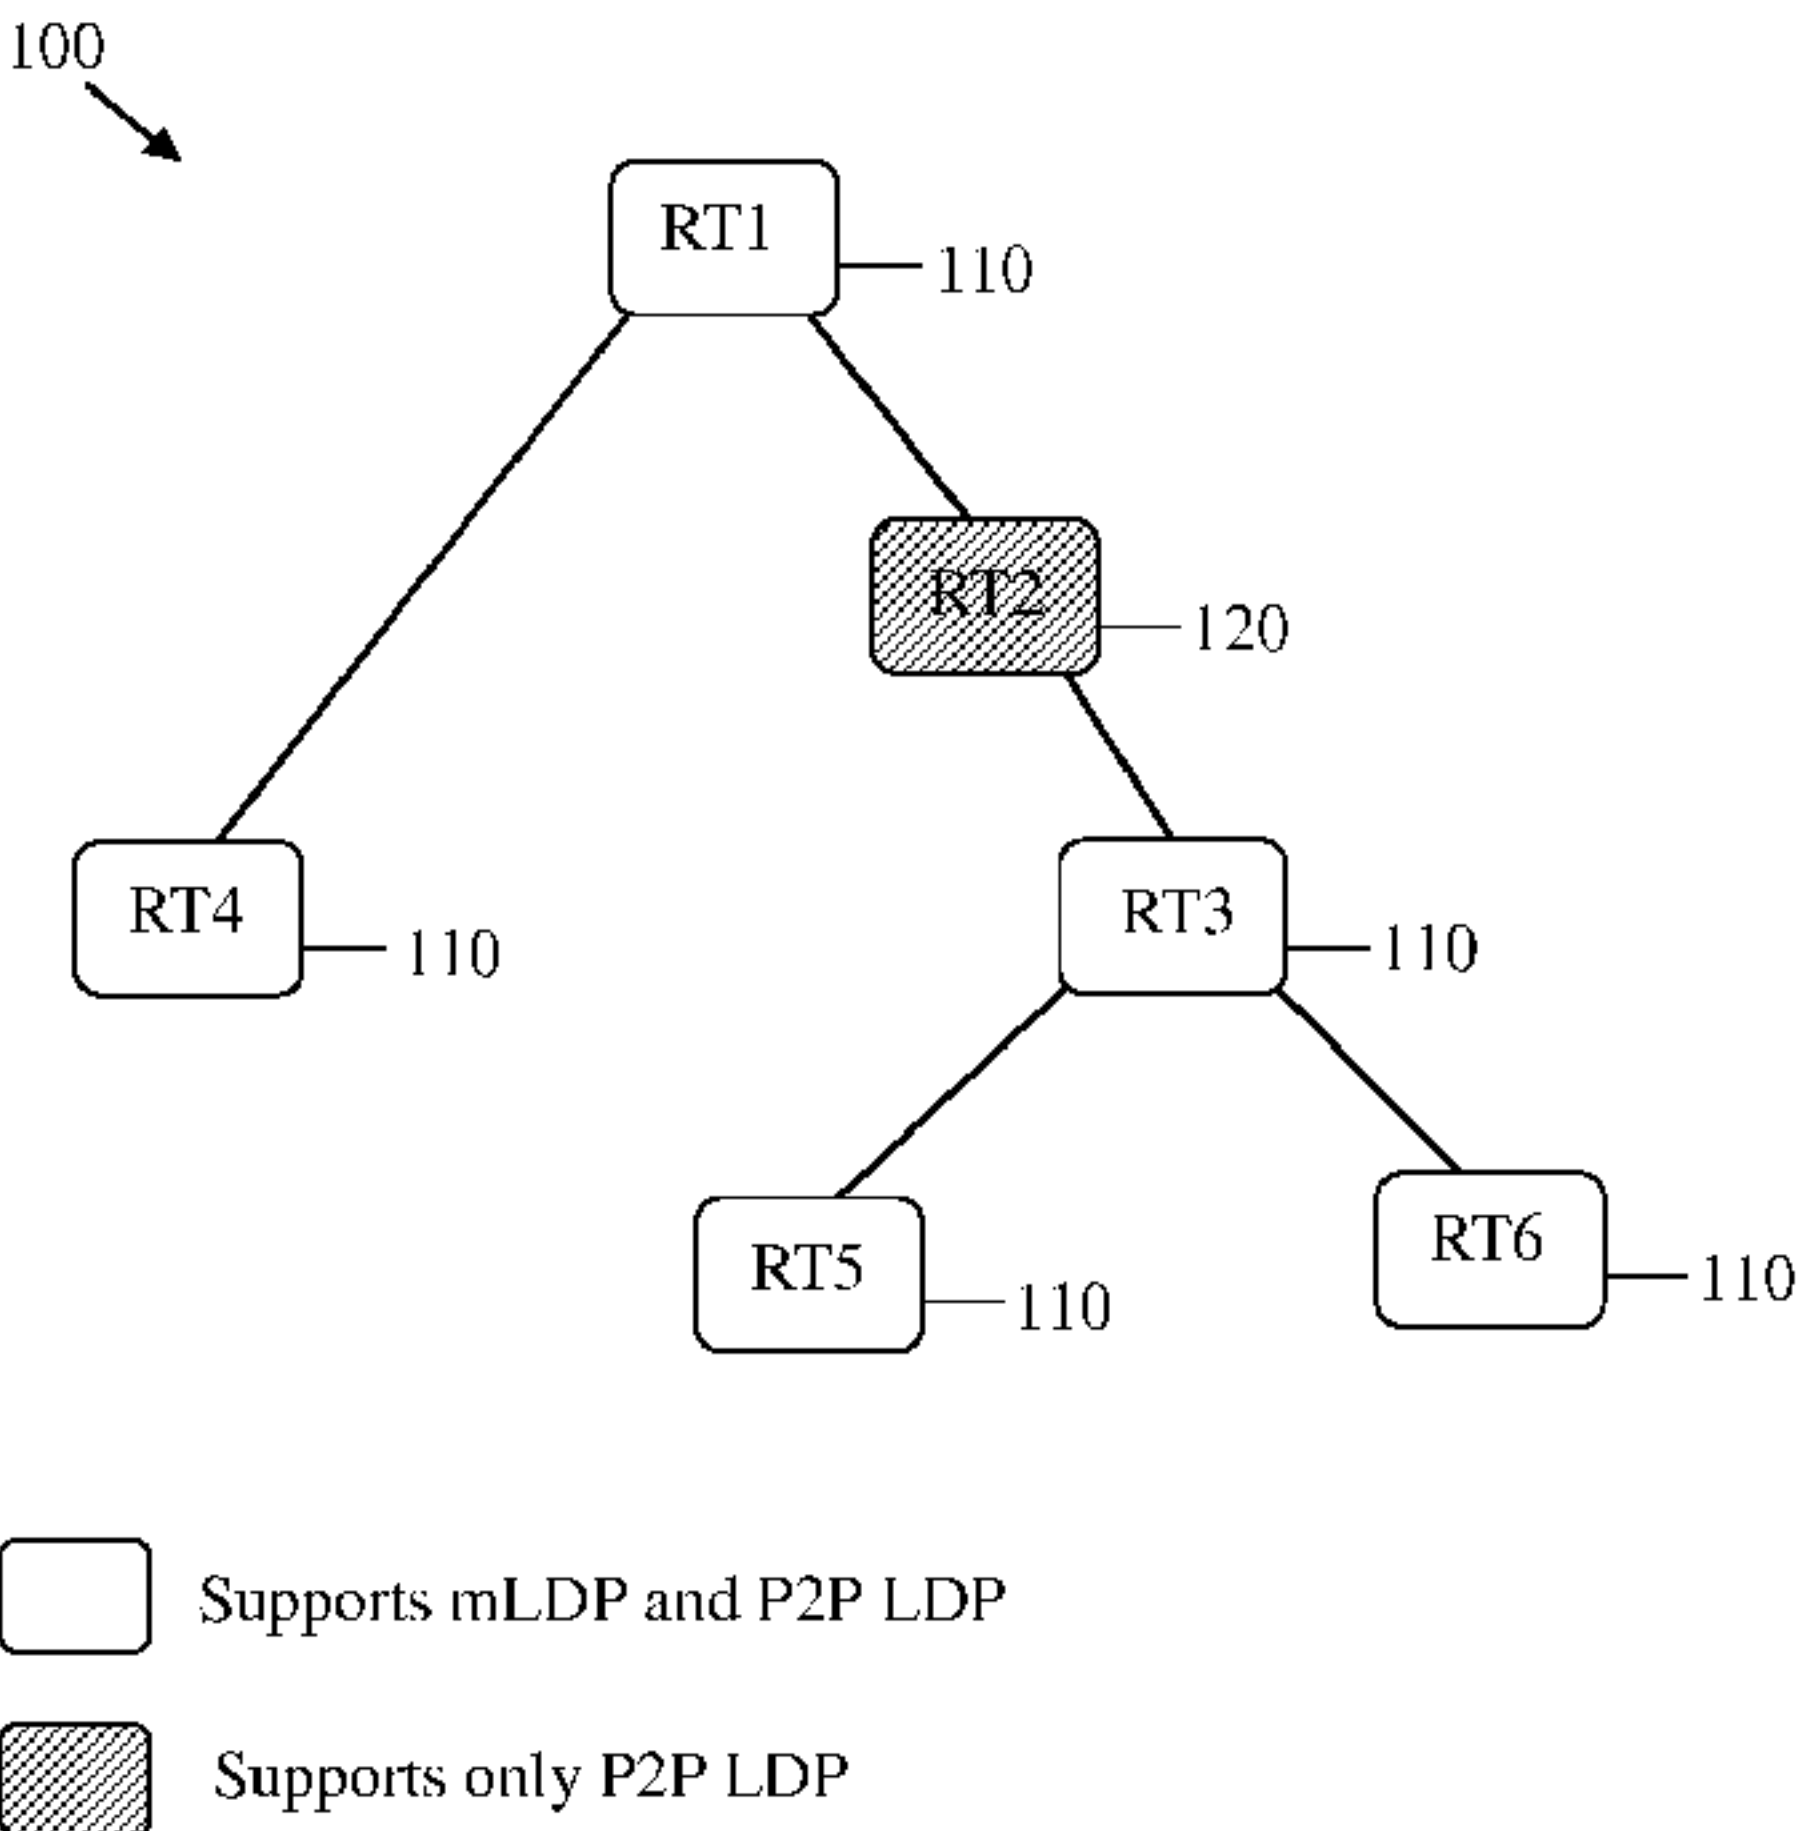 100
RT1
110
RT2
120
RT4
110
RT3
110
RT5
110
RT6
110
Supports mLDP and P2P LDP
Supports only P2P LDP